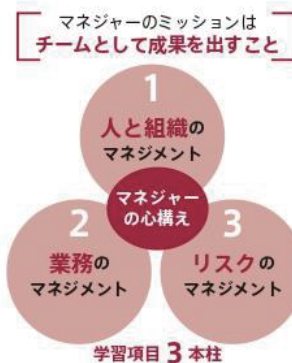 マネジャーのミッションは
チームとして成果を出すこと
1
人と組織の
マネジメント
マネジャー
の心構え
2
業務の
マネジメント
3
リスクの
マネジメント
学習項目 3 本柱